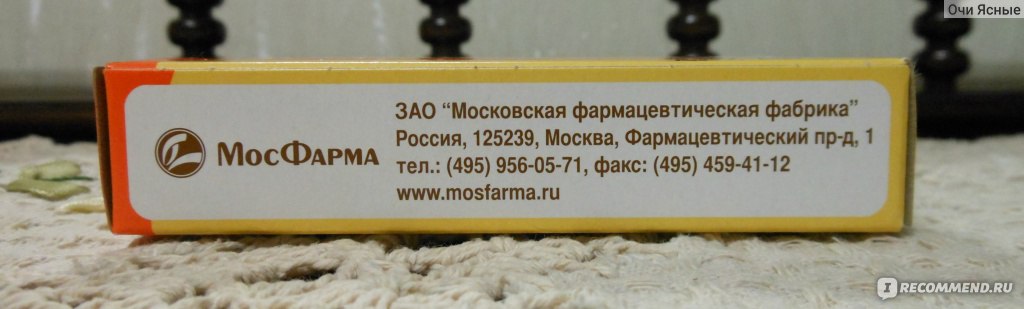 Очи Ясные
ЗАО “Московская фармацевтическая фабрика”
Россия, 125239, Москва, Фармацевтический пр-д, 1
тел.: (495) 956-05-71, факс: (495) 459-41-12
www.mosfarma.ru
МосФарма
IRECOMMEND.RU